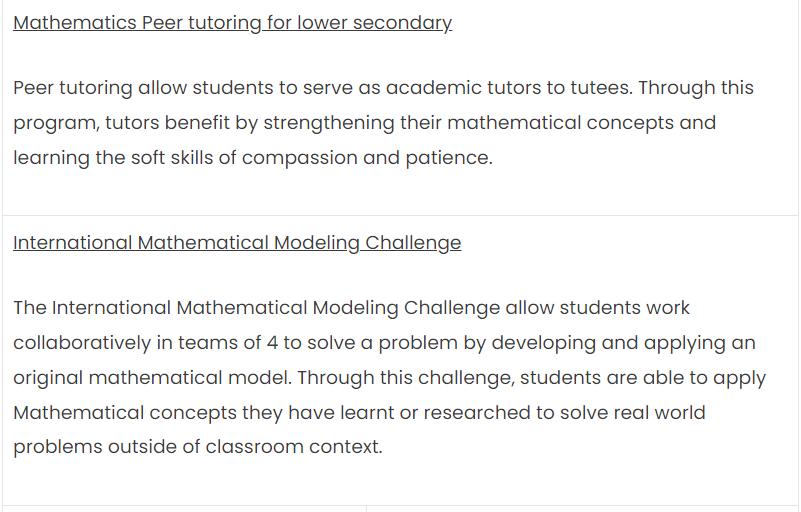 Mathematics Peer tutoring for lower secondary
Peer tutoring allow students to serve as academic tutors to tutees. Through this
program, tutors benefit by strengthening their mathematical concepts and
learning the soft skills of compassion and patience.
International Mathematical Modeling Challenge
The International Mathematical Modeling Challenge allow students work
collaboratively in teams of 4 to solve a problem by developing and applying an
original mathematical model. Through this challenge, students are able to apply
Mathematical concepts they have learnt or researched to solve real world
problems outside of classroom context.